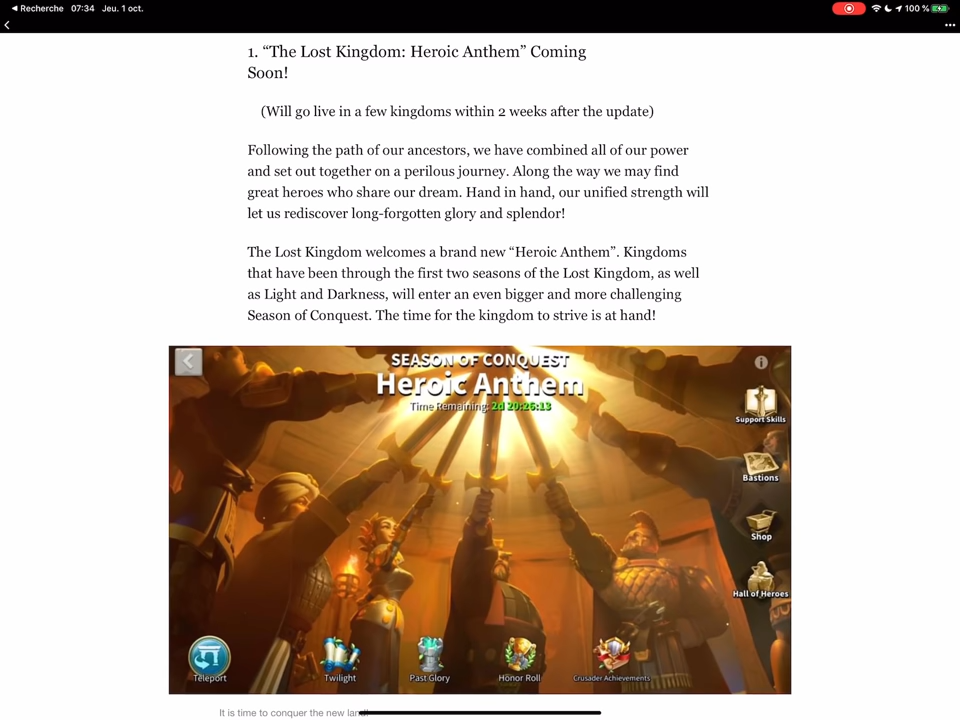 Recherche 07:34 Jeu. 1 oct. 100 %
1. “The Lost Kingdom: Heroic Anthem” Coming
Soon!
(Will go live in a few kingdoms within 2 weeks after the update)
Following the path of our ancestors, we have combined all of our power
and set out together on a perilous journey. Along the way we may find
great heroes who share our dream. Hand in hand, our unified strength will
let us rediscover long-forgotten glory and splendor!
The Lost Kingdom welcomes a brand new “Heroic Anthem”. Kingdoms
that have been through the first two seasons of the Lost Kingdom, as well
as Light and Darkness, will enter an even bigger and more challenging
Season of Conquest. The time for the kingdom to strive is at hand!
SEASON OF CONQUEST
Heroic Anthem
Time Remaining: 2d 20:26:13
Support Skills
Bastions
Shop
Hall of Heroes
Teleport
Twilight
Past Glory
Honor Roll
Crusader Achievements
It is time to conquer the new land!